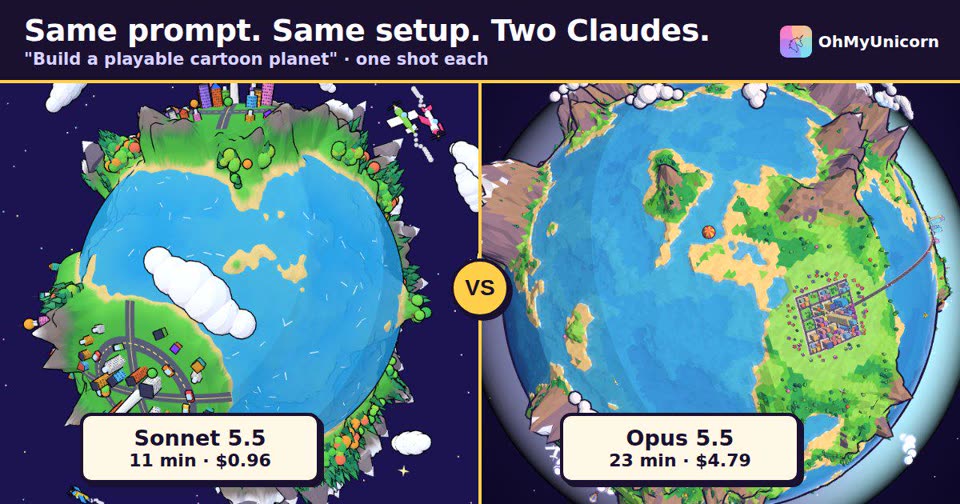 Same prompt. Same setup. Two Claudes.
"Build a playable cartoon planet" · one shot each
OhMyUnicorn
VS
Sonnet 5.5
11 min · $0.96
Opus 5.5
23 min · $4.79